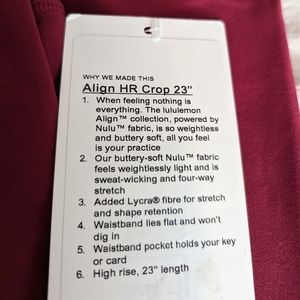 WHY WE MADE THIS
Align HR Crop 23"
1. When feeling nothing is
everything. The lululemon
Align™ collection, powered by
Nulu™ fabric, is so weightless
and buttery soft, all you feel
is your practice
2. Our buttery-soft Nulu™ fabric
feels weightlessly light and is
sweat-wicking and four-way
stretch
3. Added Lycra® fibre for stretch
and shape retention
4. Waistband lies flat and won't
dig in
5. Waistband pocket holds your key
or card
6. High rise, 23" length